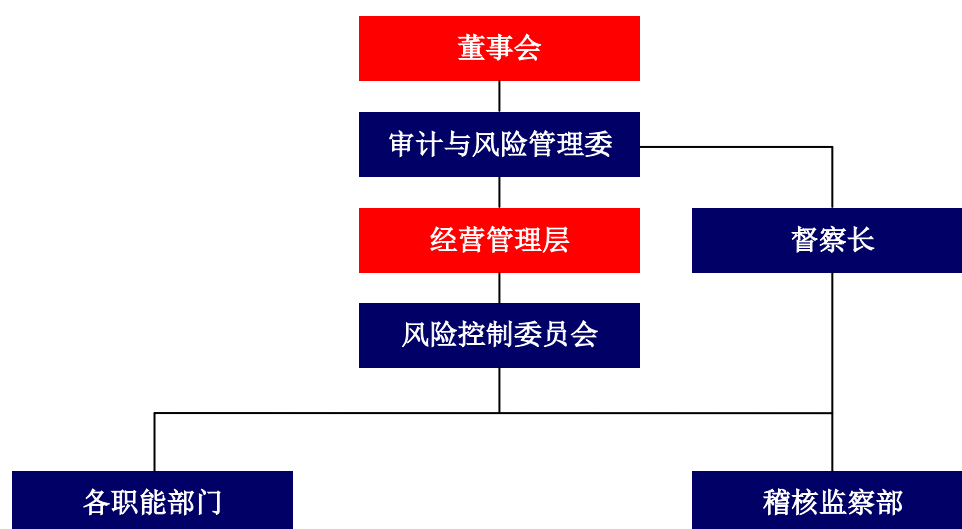 董事会
审计与风险管理委
经营管理层
督察长
风险控制委员会
各职能部门
稽核监察部